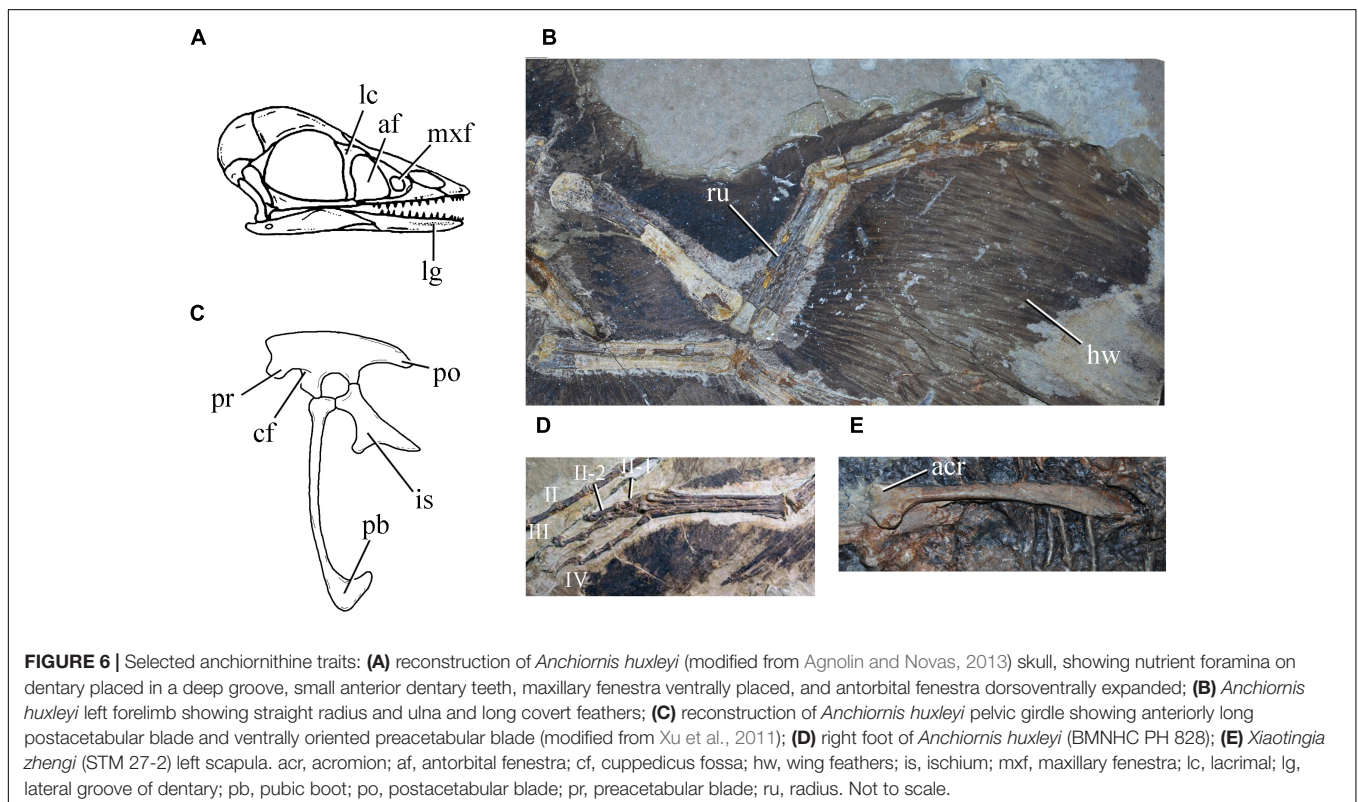 A
lc
af
mxf
lg
B
ru
hw
C
pr
cf
po
is
pb
D
II-2
II-1
II
III
IV
E
acr
FIGURE 6 | Selected anchiornithine traits: (A) reconstruction of Anchiornis huxleyi (modified from Agnolin and Novas, 2013) skull, showing nutrient foramina on
dentary placed in a deep groove, small anterior dentary teeth, maxillary fenestra ventrally placed, and antorbital fenestra dorsoventrally expanded; (B) Anchiornis
huxleyi left forelimb showing straight radius and ulna and long covert feathers; (C) reconstruction of Anchiornis huxleyi pelvic girdle showing anteriorly long
postacetabular blade and ventrally oriented preacetabular blade (modified from Xu et al., 2011); (D) right foot of Anchiornis huxleyi (BMNHC PH 828); (E) Xiaotingia
zhengi (STM 27-2) left scapula. acr, acromion; af, antorbital fenestra; cf, cuppedicus fossa; hw, wing feathers; is, ischium; mxf, maxillary fenestra; lc, lacrimal; lg,
lateral groove of dentary; pb, pubic boot; po, postacetabular blade; pr, preacetabular blade; ru, radius. Not to scale.